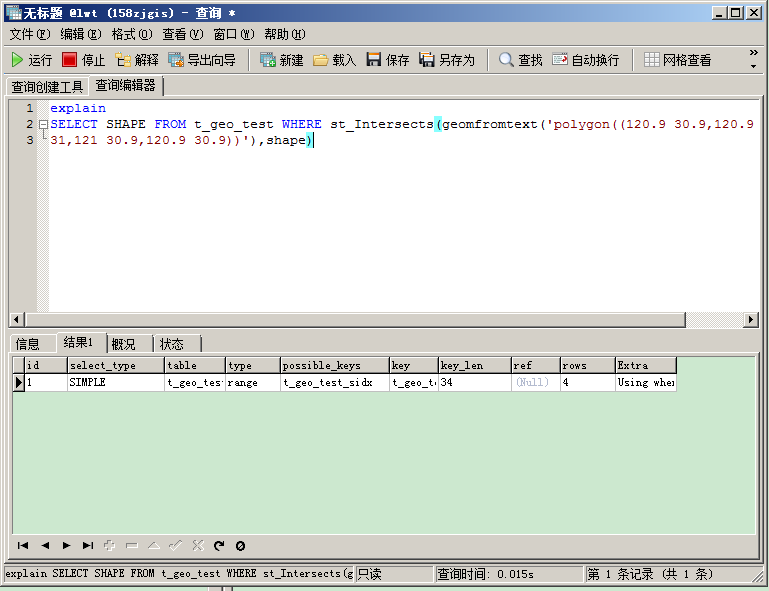 无标题 @lwt (158zjgis) - 查询 *
文件(F) 编辑(E) 格式(O) 查看(V) 窗口(W) 帮助(H)
运行 停止 解释 导出向导 新建 载入 保存 另存为 查找 自动换行 网格查看 »
查询创建工具 查询编辑器
1 explain
2 SELECT SHAPE FROM t_geo_test WHERE st_Intersects(geomfromtext('polygon((120.9 30.9,120.9
3 31,121 30.9,120.9 30.9))'),shape)
信息 结果1 概况 状态
id select_type table type possible_keys key key_len ref rows Extra
1 SIMPLE t_geo_tes range t_geo_test_sidx t_geo_t 34 (Null) 4 Using wher
explain SELECT SHAPE FROM t_geo_test WHERE st_Intersects(g 只读 查询时间: 0.015s 第 1 条记录 (共 1 条)